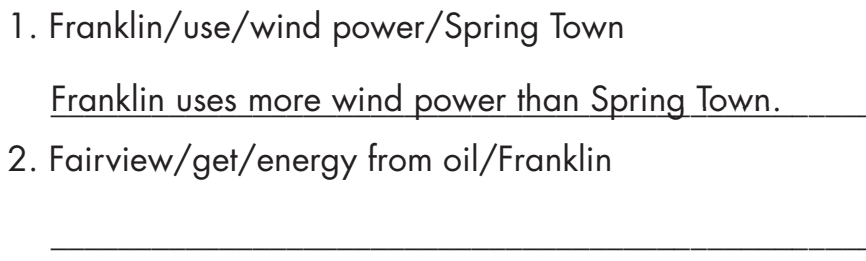 1. Franklin/use/wind power/Spring Town
Franklin uses more wind power than Spring Town.
2. Fairview/get/energy from oil/Franklin